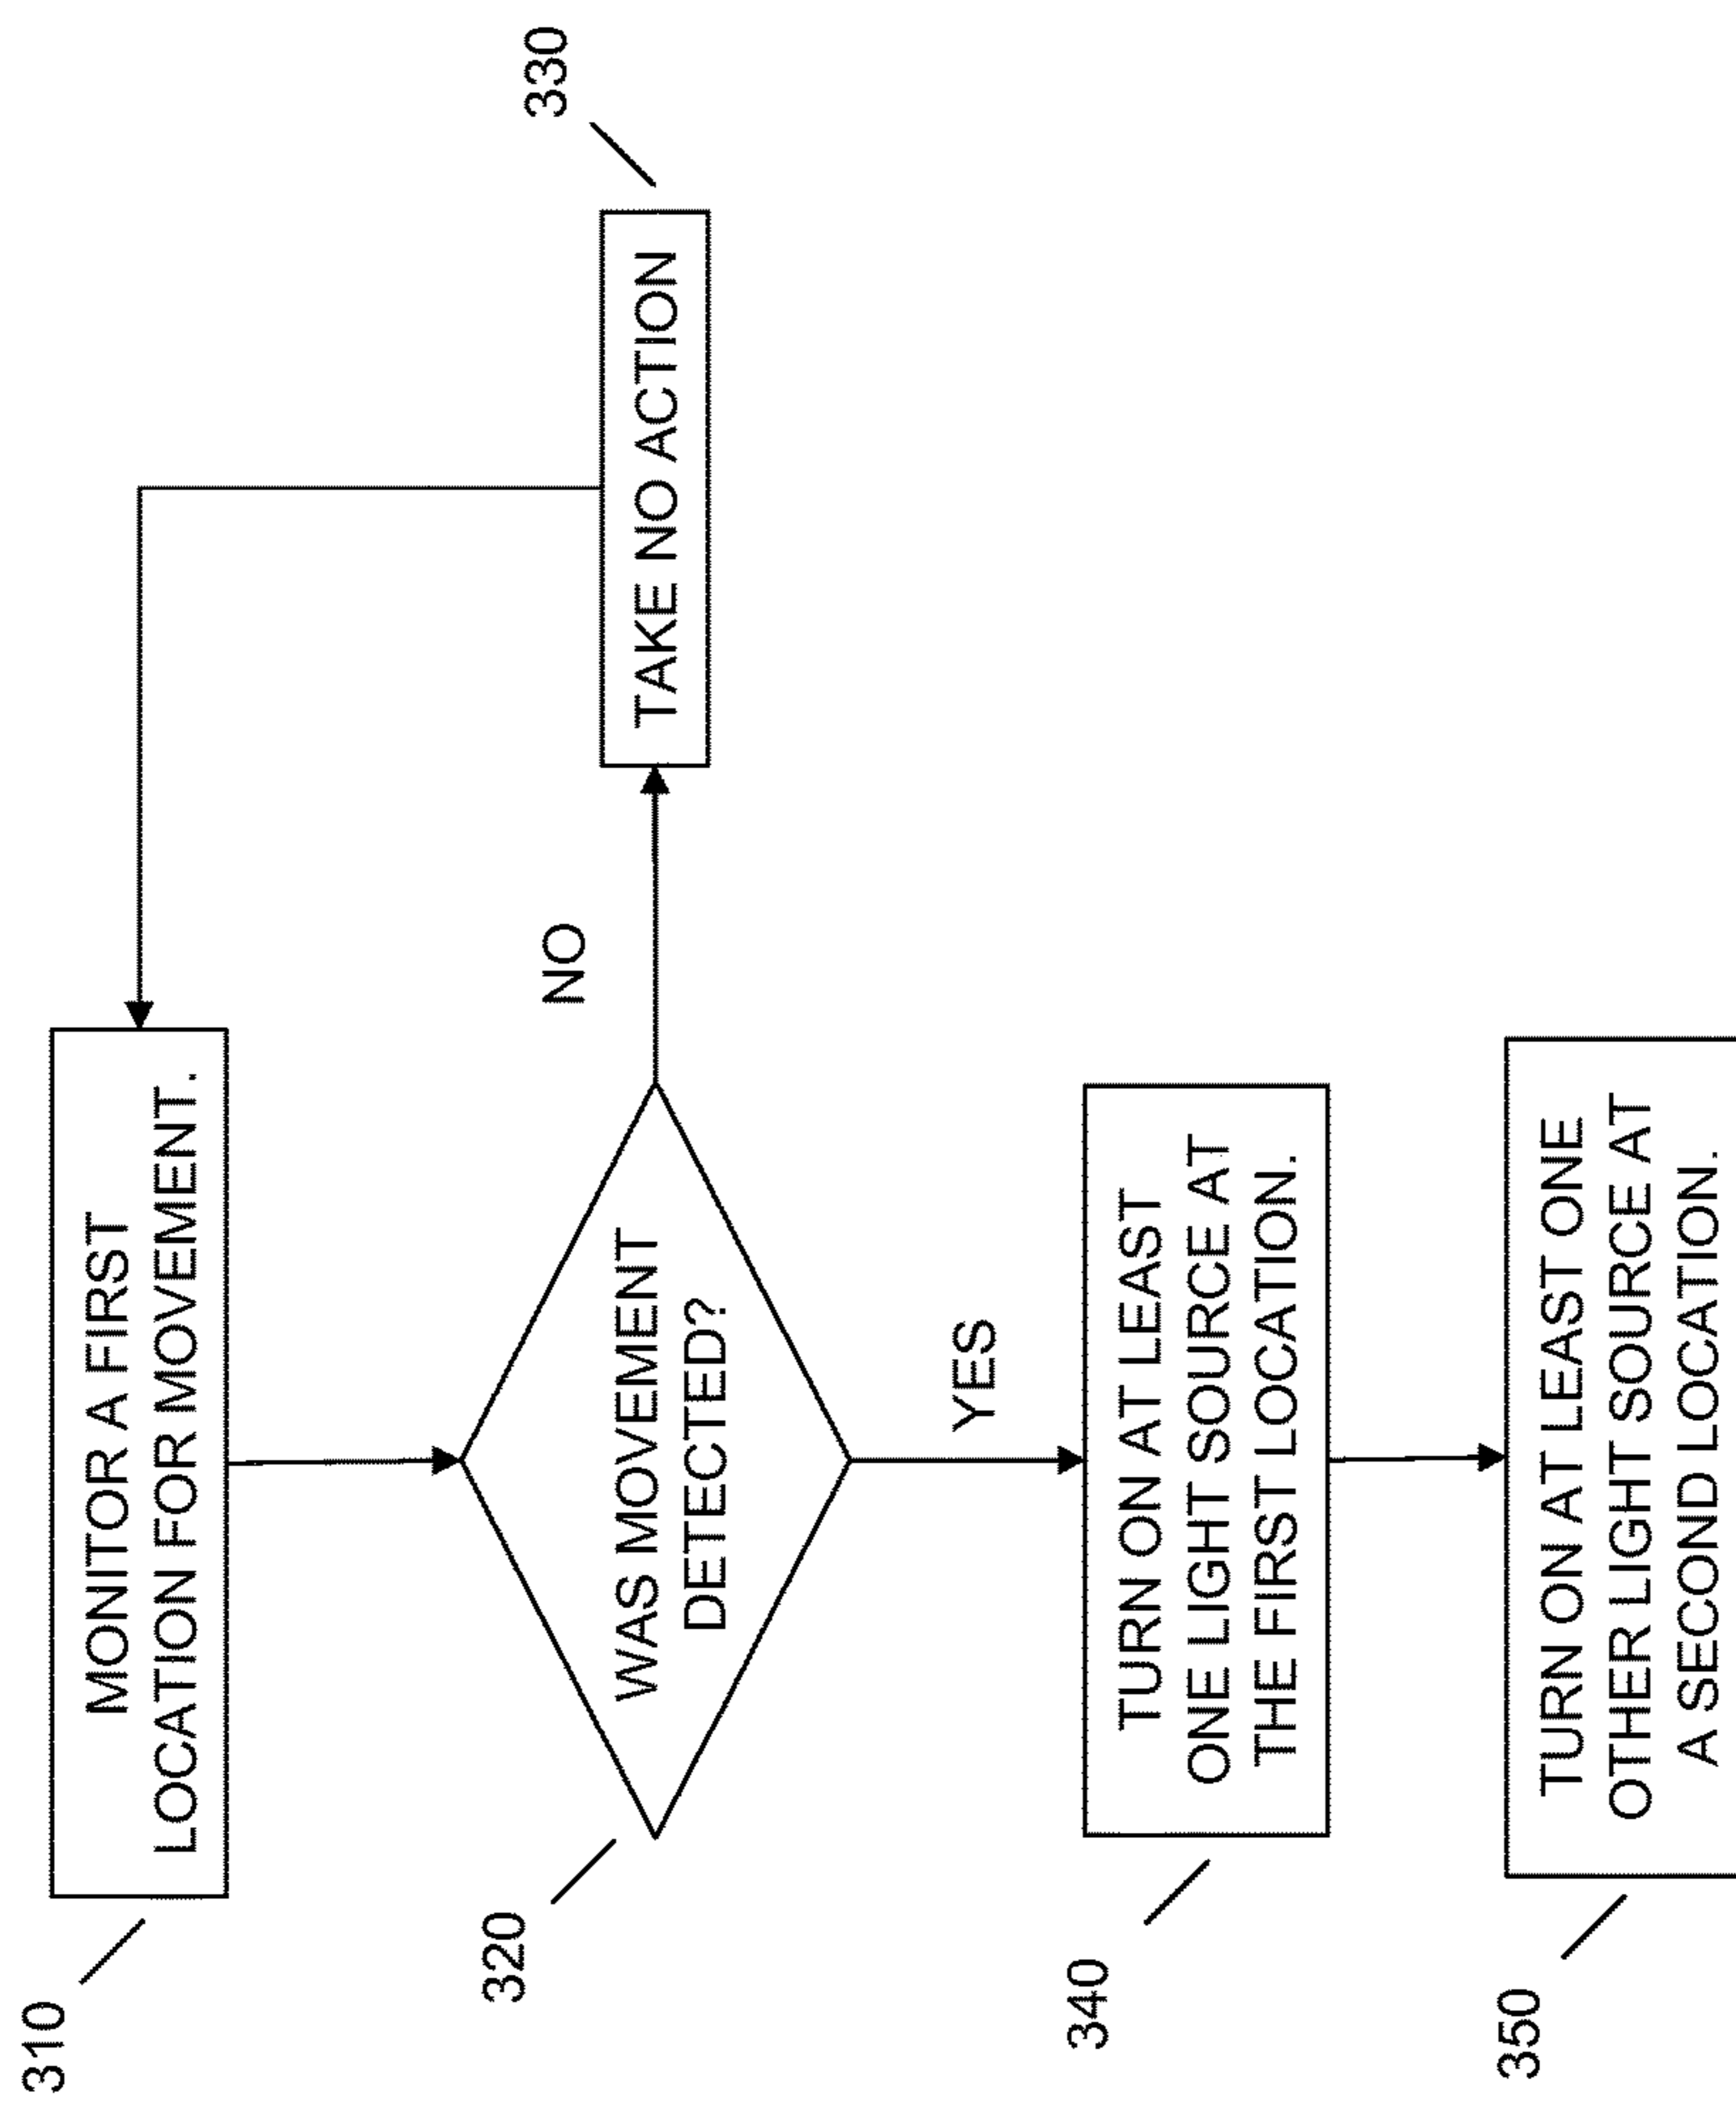 310
MONITOR A FIRST
LOCATION FOR MOVEMENT.
320
WAS MOVEMENT
DETECTED?
NO
330
TAKE NO ACTION
YES
340
TURN ON AT LEAST
ONE LIGHT SOURCE AT
THE FIRST LOCATION.
350
TURN ON AT LEAST ONE
OTHER LIGHT SOURCE AT
A SECOND LOCATION.